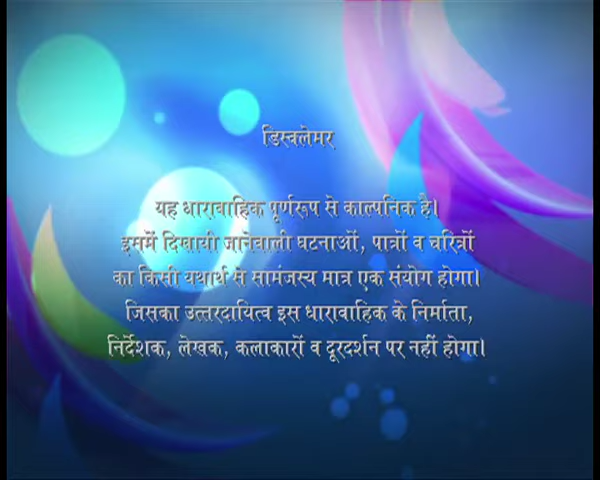 डिस्क्लेमर
यह धारावाहिक पूर्णरूप से काल्पनिक है।
इसमें दिखायी जानेवाली घटनाओं, पात्रों व चरित्रों
का किसी यथार्थ से सामंजस्य मात्र एक संयोग होगा।
जिसका उत्तरदायित्व इस धारावाहिक के निर्माता,
निर्देशक, लेखक, कलाकारों व दूरदर्शन पर नहीं होगा।